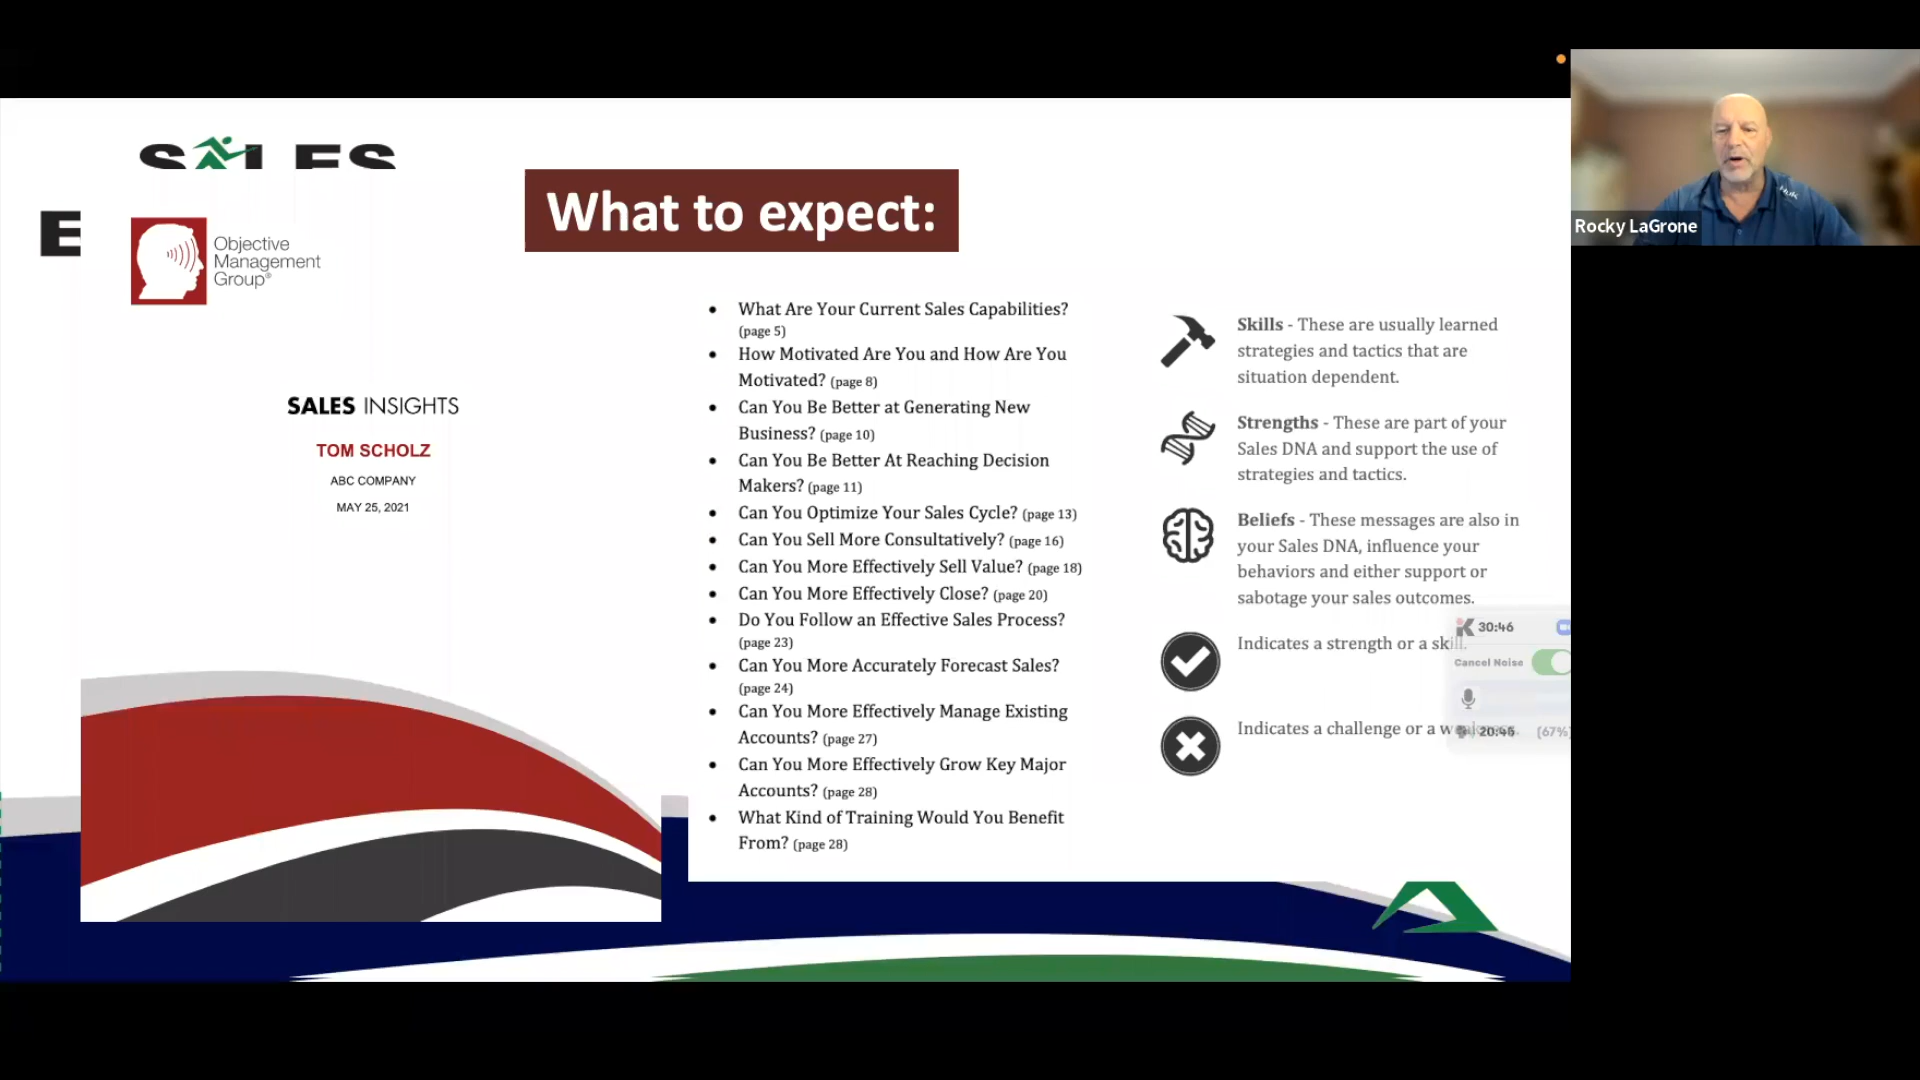 SALES
E
Objective
Management
Group®
What to expect:
SALES INSIGHTS
TOM SCHOLZ
ABC COMPANY
MAY 25, 2021
• What Are Your Current Sales Capabilities?
(page 5)
• How Motivated Are You and How Are You
Motivated? (page 8)
• Can You Be Better at Generating New
Business? (page 10)
• Can You Be Better At Reaching Decision
Makers? (page 11)
• Can You Optimize Your Sales Cycle? (page 13)
• Can You Sell More Consultatively? (page 16)
• Can You More Effectively Sell Value? (page 18)
• Can You More Effectively Close? (page 20)
• Do You Follow an Effective Sales Process?
(page 23)
• Can You More Accurately Forecast Sales?
(page 24)
• Can You More Effectively Manage Existing
Accounts? (page 27)
• Can You More Effectively Grow Key Major
Accounts? (page 28)
• What Kind of Training Would You Benefit
From? (page 28)
Skills - These are usually learned
strategies and tactics that are
situation dependent.
Strengths - These are part of your
Sales DNA and support the use of
strategies and tactics.
Beliefs - These messages are also in
your Sales DNA, influence your
behaviors and either support or
sabotage your sales outcomes.
Indicates a strength or a skill.
Indicates a challenge or a
30:46
Cancel Noise
20:45 (67%
Rocky LaGrone